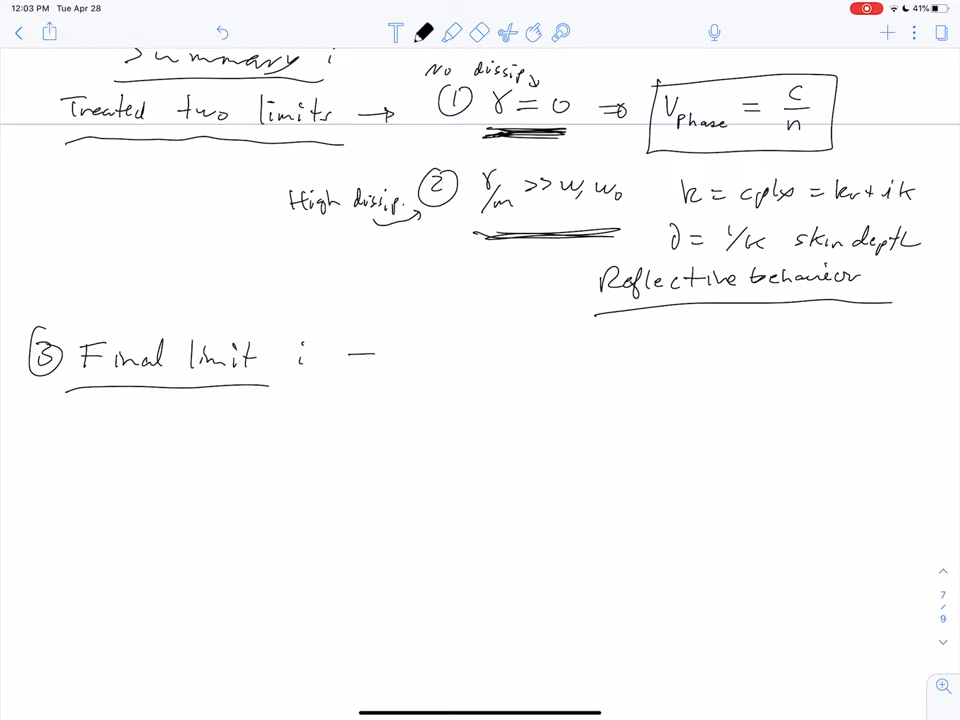 12:03 PM Tue Apr 28
41%
Summary :
No dissip.
Treated two limits → ① γ = 0 ⇒ V_phase = c/n
High dissip. ② γ/m >> ω, ω₀ k = cplx = kr + iκ
∂ = 1/κ skin depth
Reflective behavior
③ Final limit : —
7
/
9